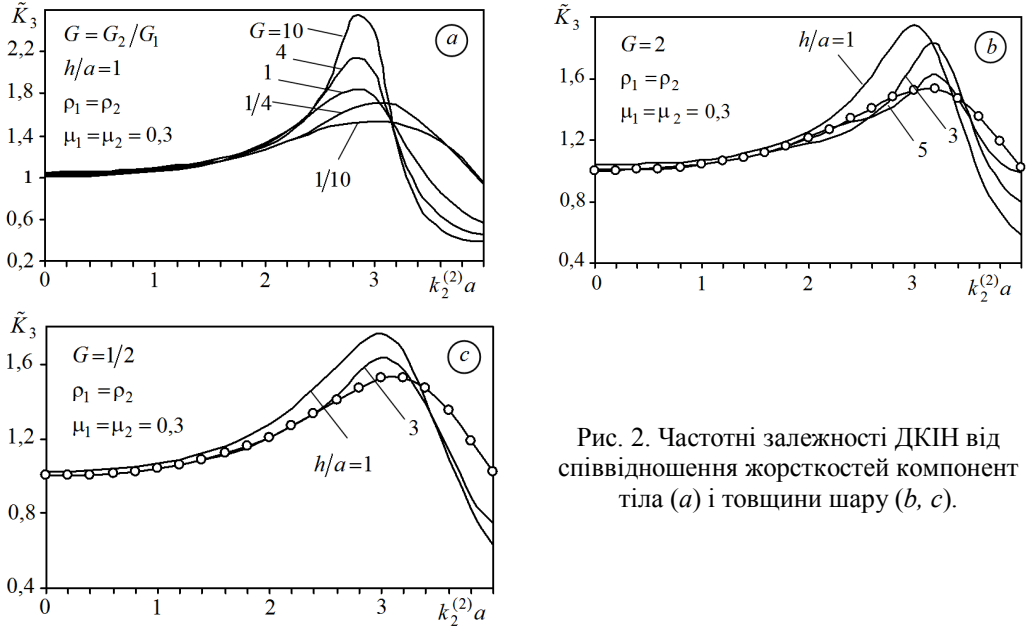 K̃₃
2,2
1,8
1,4
1
0,6
0,2
G = G₂/G₁
h/a=1
ρ₁ = ρ₂
μ₁ = μ₂ = 0,3
G=10
4
1
1/4
1/10
a
0 1 2 3 k₂⁽²⁾a
K̃₃
1,6
1,2
0,8
0,4
G=2
ρ₁ = ρ₂
μ₁ = μ₂ = 0,3
h/a=1
b
3
5
0 1 2 3 k₂⁽²⁾a
K̃₃
1,6
1,2
0,8
0,4
G=1/2
ρ₁ = ρ₂
μ₁ = μ₂ = 0,3
c
3
h/a=1
0 1 2 3 k₂⁽²⁾a
Рис. 2. Частотні залежності ДКІН від
співвідношення жорсткостей компонент
тіла (a) і товщини шару (b, c).